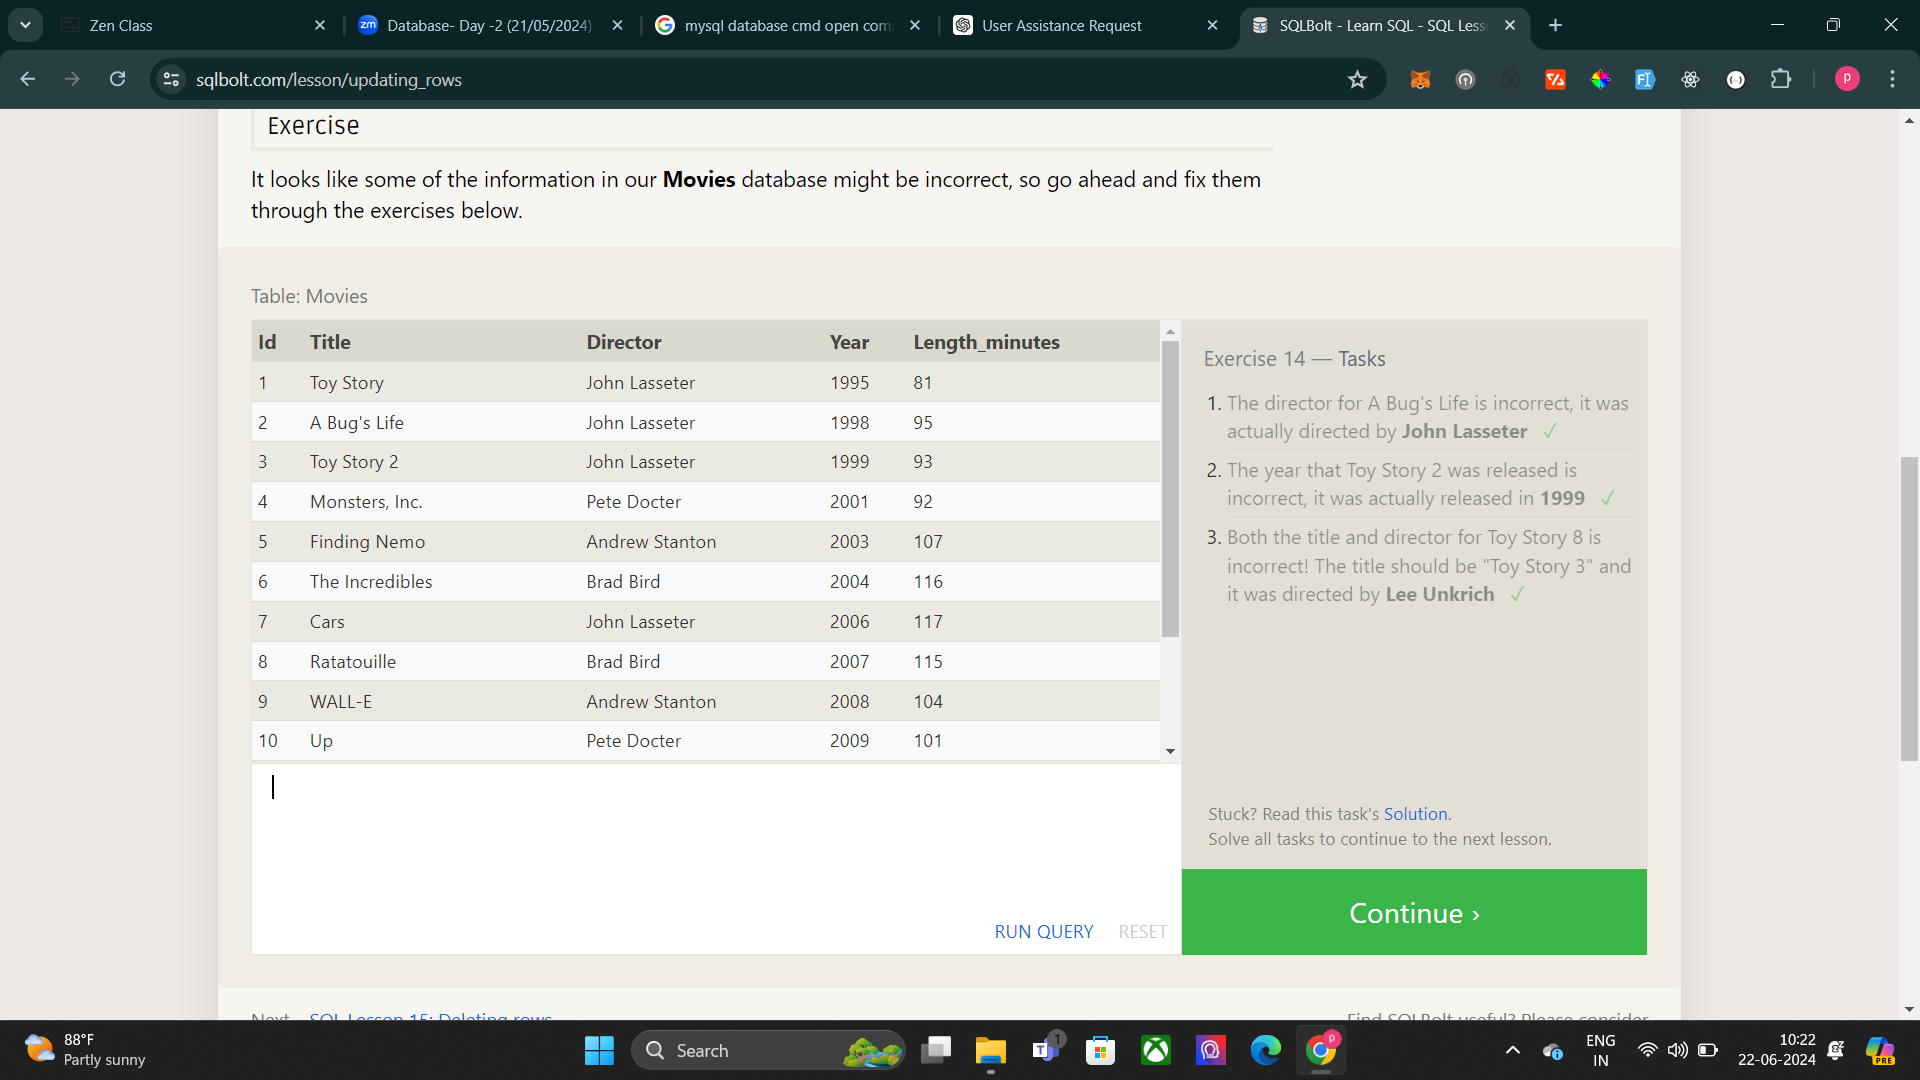 Zen Class
zm Database- Day -2 (21/05/2024)
mysql database cmd open com
User Assistance Request
SQLBolt - Learn SQL - SQL Less
sqlbolt.com/lesson/updating_rows
P
Exercise
It looks like some of the information in our Movies database might be incorrect, so go ahead and fix them
through the exercises below.
Table: Movies
Id Title Director Year Length_minutes
1 Toy Story John Lasseter 1995 81
2 A Bug's Life John Lasseter 1998 95
3 Toy Story 2 John Lasseter 1999 93
4 Monsters, Inc. Pete Docter 2001 92
5 Finding Nemo Andrew Stanton 2003 107
6 The Incredibles Brad Bird 2004 116
7 Cars John Lasseter 2006 117
8 Ratatouille Brad Bird 2007 115
9 WALL-E Andrew Stanton 2008 104
10 Up Pete Docter 2009 101
RUN QUERY RESET
Exercise 14 — Tasks
1. The director for A Bug's Life is incorrect, it was
actually directed by John Lasseter ✓
2. The year that Toy Story 2 was released is
incorrect, it was actually released in 1999 ✓
3. Both the title and director for Toy Story 8 is
incorrect! The title should be "Toy Story 3" and
it was directed by Lee Unkrich ✓
Stuck? Read this task's Solution.
Solve all tasks to continue to the next lesson.
Continue ›
Next – SQL Lesson 15: Deleting rows
Find SQLBolt useful? Please consider
88°F
Partly sunny
Search
1
P
ENG
IN
10:22
22-06-2024
PRE